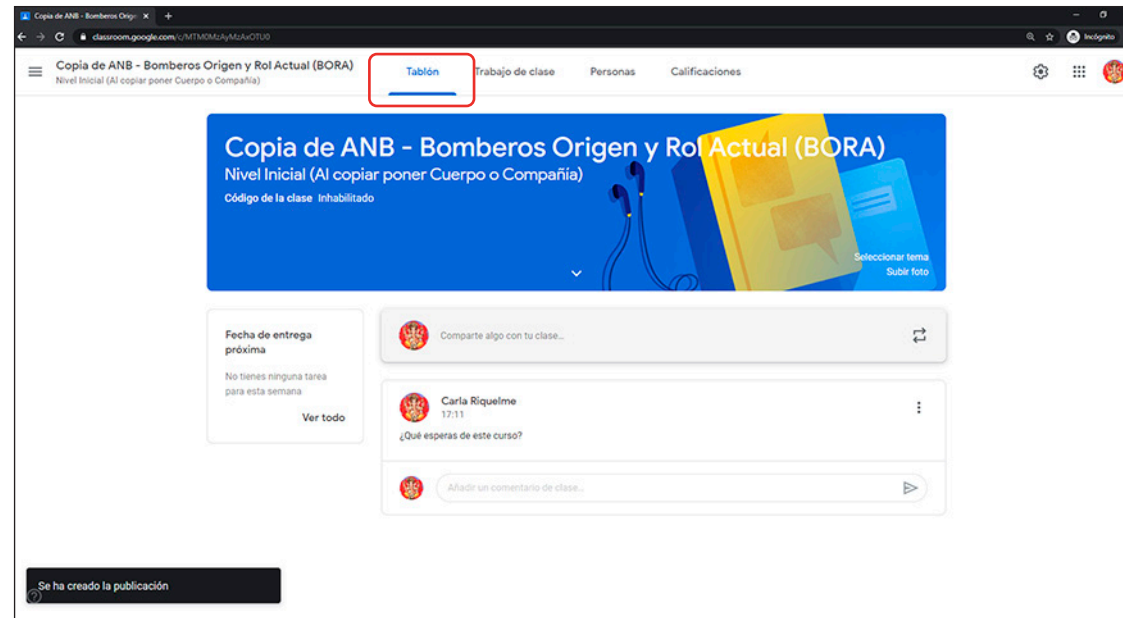 Copia de ANB - Bomberos Orige
classroom.google.com/c/MTM0MzAyMzAxOTU0
Incógnito
Copia de ANB - Bomberos Origen y Rol Actual (BORA)
Nivel Inicial (Al copiar poner Cuerpo o Compañía)
Tablón
Trabajo de clase
Personas
Calificaciones
Copia de ANB - Bomberos Origen y Rol Actual (BORA)
Nivel Inicial (Al copiar poner Cuerpo o Compañía)
Código de la clase Inhabilitado
Seleccionar tema
Subir foto
Fecha de entrega
próxima
No tienes ninguna tarea
para esta semana
Ver todo
Comparte algo con tu clase...
Carla Riquelme
17:11
¿Qué esperas de este curso?
Añadir un comentario de clase...
Se ha creado la publicación